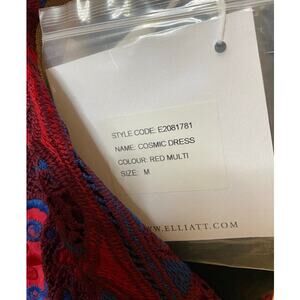 STYLE CODE: E2081781
NAME: COSMIC DRESS
COLOUR: RED MULTI
SIZE: M
WWW.ELLIATT.COM